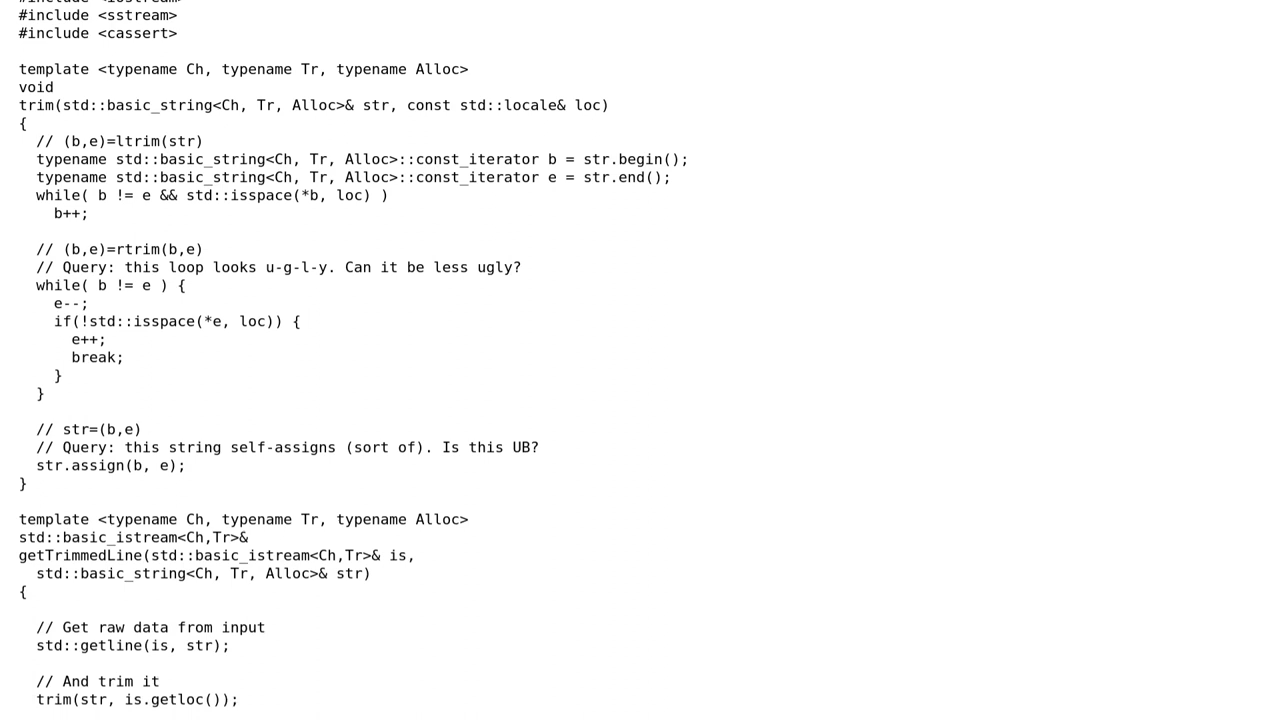 #include <iostream>
#include <sstream>
#include <cassert>

template <typename Ch, typename Tr, typename Alloc>
void
trim(std::basic_string<Ch, Tr, Alloc>& str, const std::locale& loc)
{
  // (b,e)=ltrim(str)
  typename std::basic_string<Ch, Tr, Alloc>::const_iterator b = str.begin();
  typename std::basic_string<Ch, Tr, Alloc>::const_iterator e = str.end();
  while( b != e && std::isspace(*b, loc) )
    b++;

  // (b,e)=rtrim(b,e)
  // Query: this loop looks u-g-l-y. Can it be less ugly?
  while( b != e ) {
    e--;
    if(!std::isspace(*e, loc)) {
      e++;
      break;
    }
  }

  // str=(b,e)
  // Query: this string self-assigns (sort of). Is this UB?
  str.assign(b, e);
}

template <typename Ch, typename Tr, typename Alloc>
std::basic_istream<Ch,Tr>&
getTrimmedLine(std::basic_istream<Ch,Tr>& is,
  std::basic_string<Ch, Tr, Alloc>& str)
{

  // Get raw data from input
  std::getline(is, str);

  // And trim it
  trim(str, is.getloc());